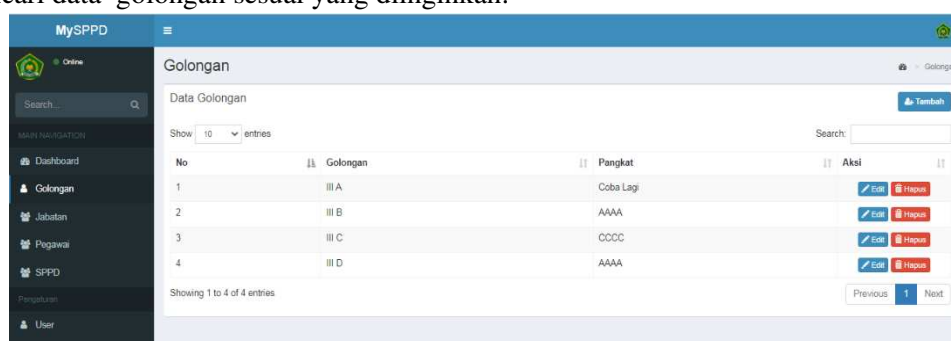 cari data golongan sesuai yang diinginkan.
MySPPD
Online
Golongan
Golonga
Search...
Data Golongan
Tambah
MAIN NAVIGATION
Show 10 entries
Search:
Dashboard
No Golongan Pangkat Aksi
Golongan
1 III A Coba Lagi Edit Hapus
Jabatan
2 III B AAAA Edit Hapus
Pegawai
3 III C CCCC Edit Hapus
SPPD
4 III D AAAA Edit Hapus
Pengaturan
Showing 1 to 4 of 4 entries
Previous 1 Next
User